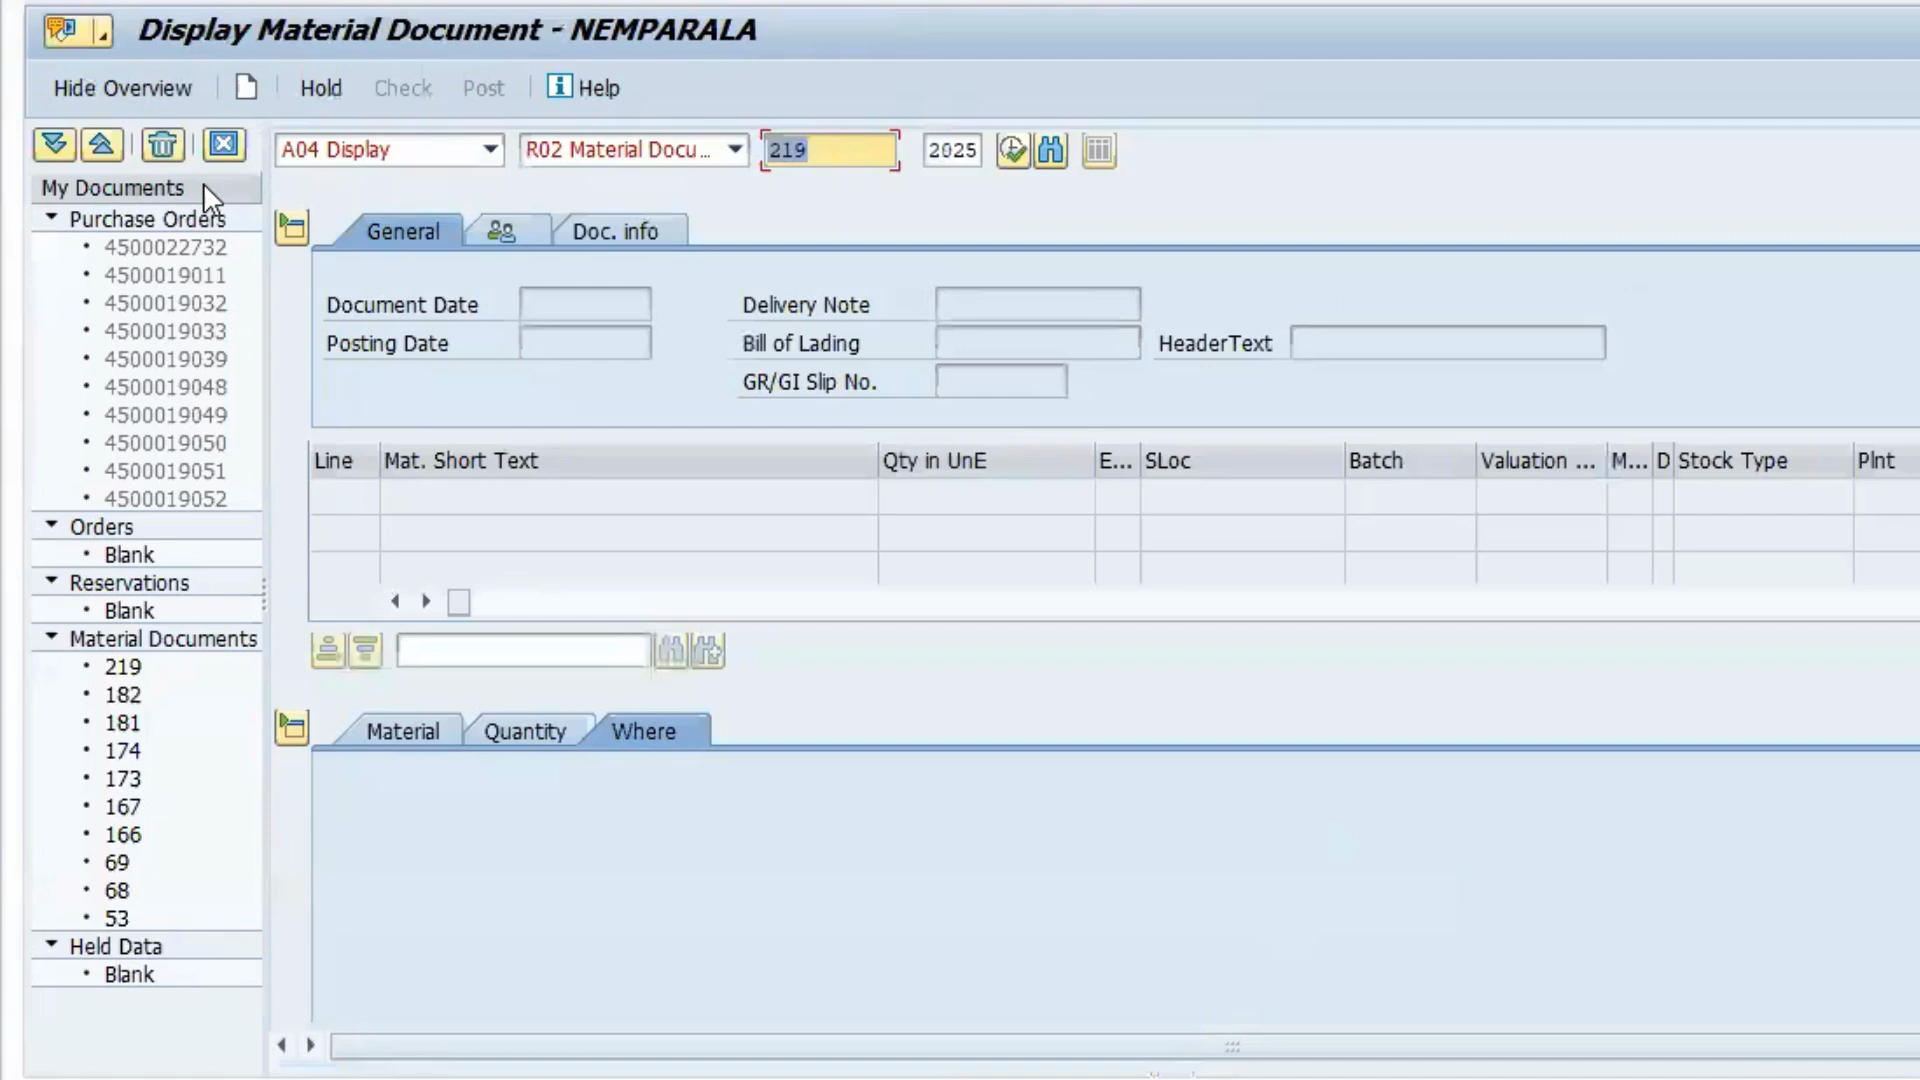 Display Material Document - NEMPARALA
Hide Overview Hold Check Post Help
A04 Display R02 Material Docu... 219 2025
My Documents
Purchase Orders
4500022732
4500019011
4500019032
4500019033
4500019039
4500019048
4500019049
4500019050
4500019051
4500019052
Orders
Blank
Reservations
Blank
Material Documents
219
182
181
174
173
167
166
69
68
53
Held Data
Blank
General Doc. info
Document Date Delivery Note
Posting Date Bill of Lading HeaderText
GR/GI Slip No.
Line Mat. Short Text Qty in UnE E... SLoc Batch Valuation ... M... D Stock Type Plnt
Material Quantity Where